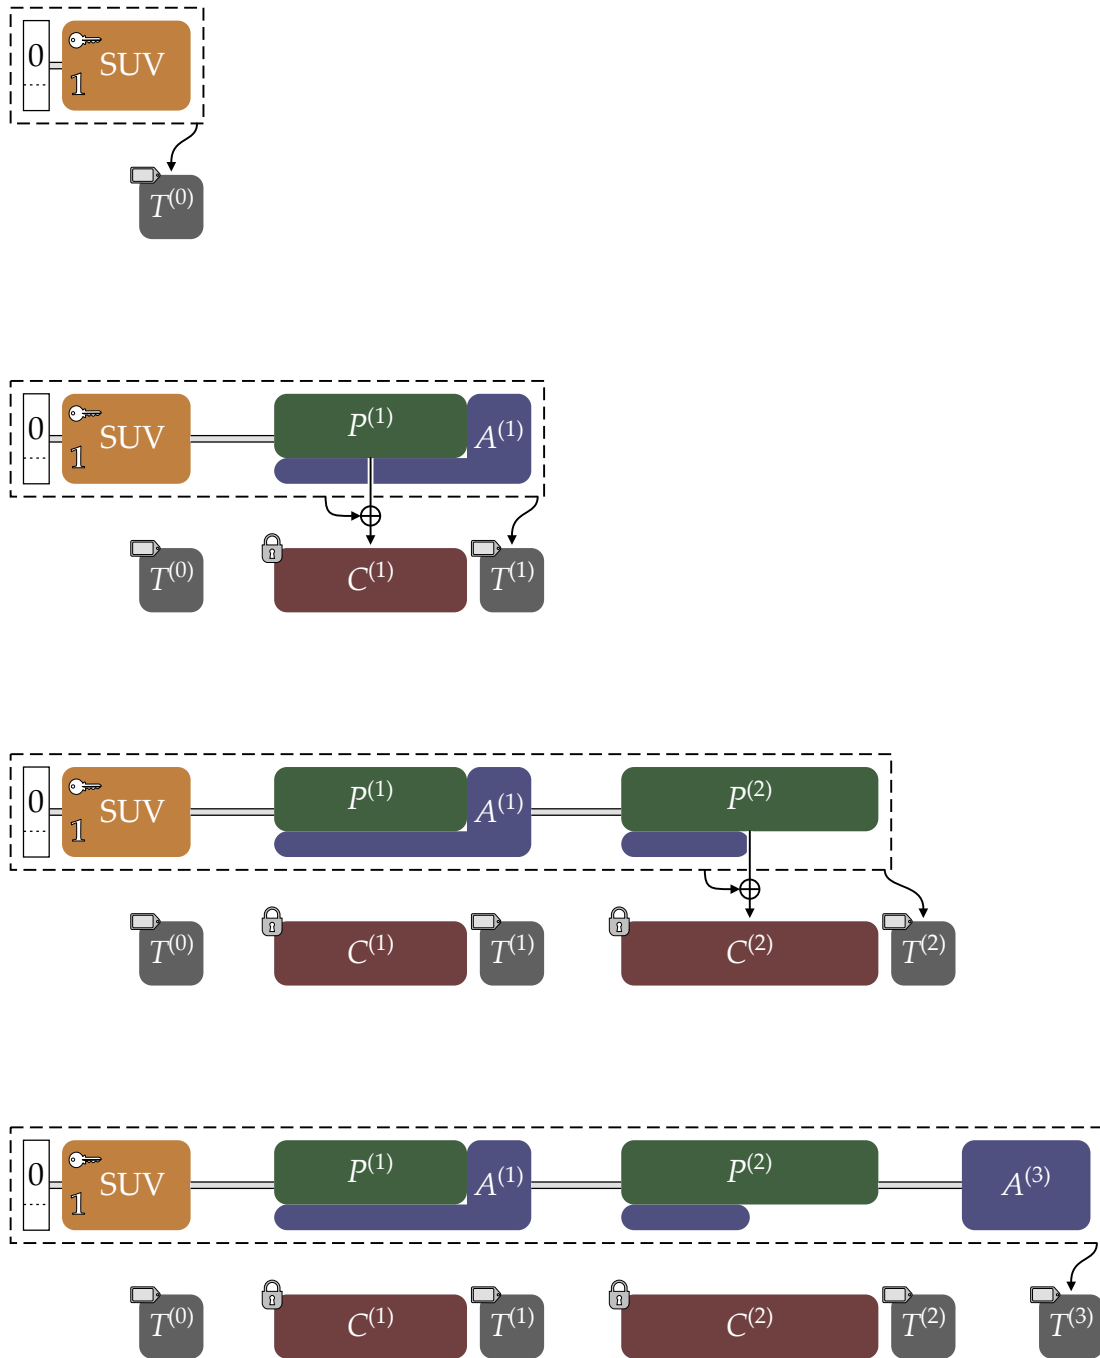 0 1 SUV
T^(0)
0 1 SUV P^(1) A^(1)
T^(0) C^(1) T^(1)
0 1 SUV P^(1) A^(1) P^(2)
T^(0) C^(1) T^(1) C^(2) T^(2)
0 1 SUV P^(1) A^(1) P^(2) A^(3)
T^(0) C^(1) T^(1) C^(2) T^(2) T^(3)